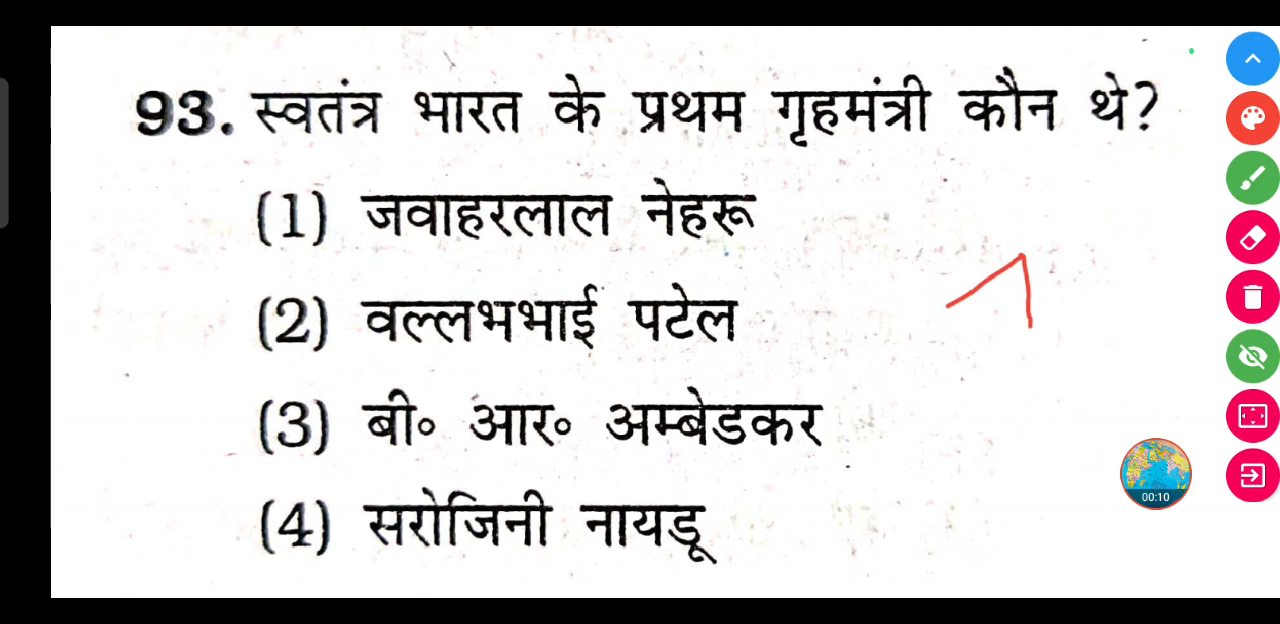 93. स्वतंत्र भारत के प्रथम गृहमंत्री कौन थे?
(1) जवाहरलाल नेहरू
(2) वल्लभभाई पटेल
(3) बी॰ आर॰ अम्बेडकर
(4) सरोजिनी नायडू
00:10